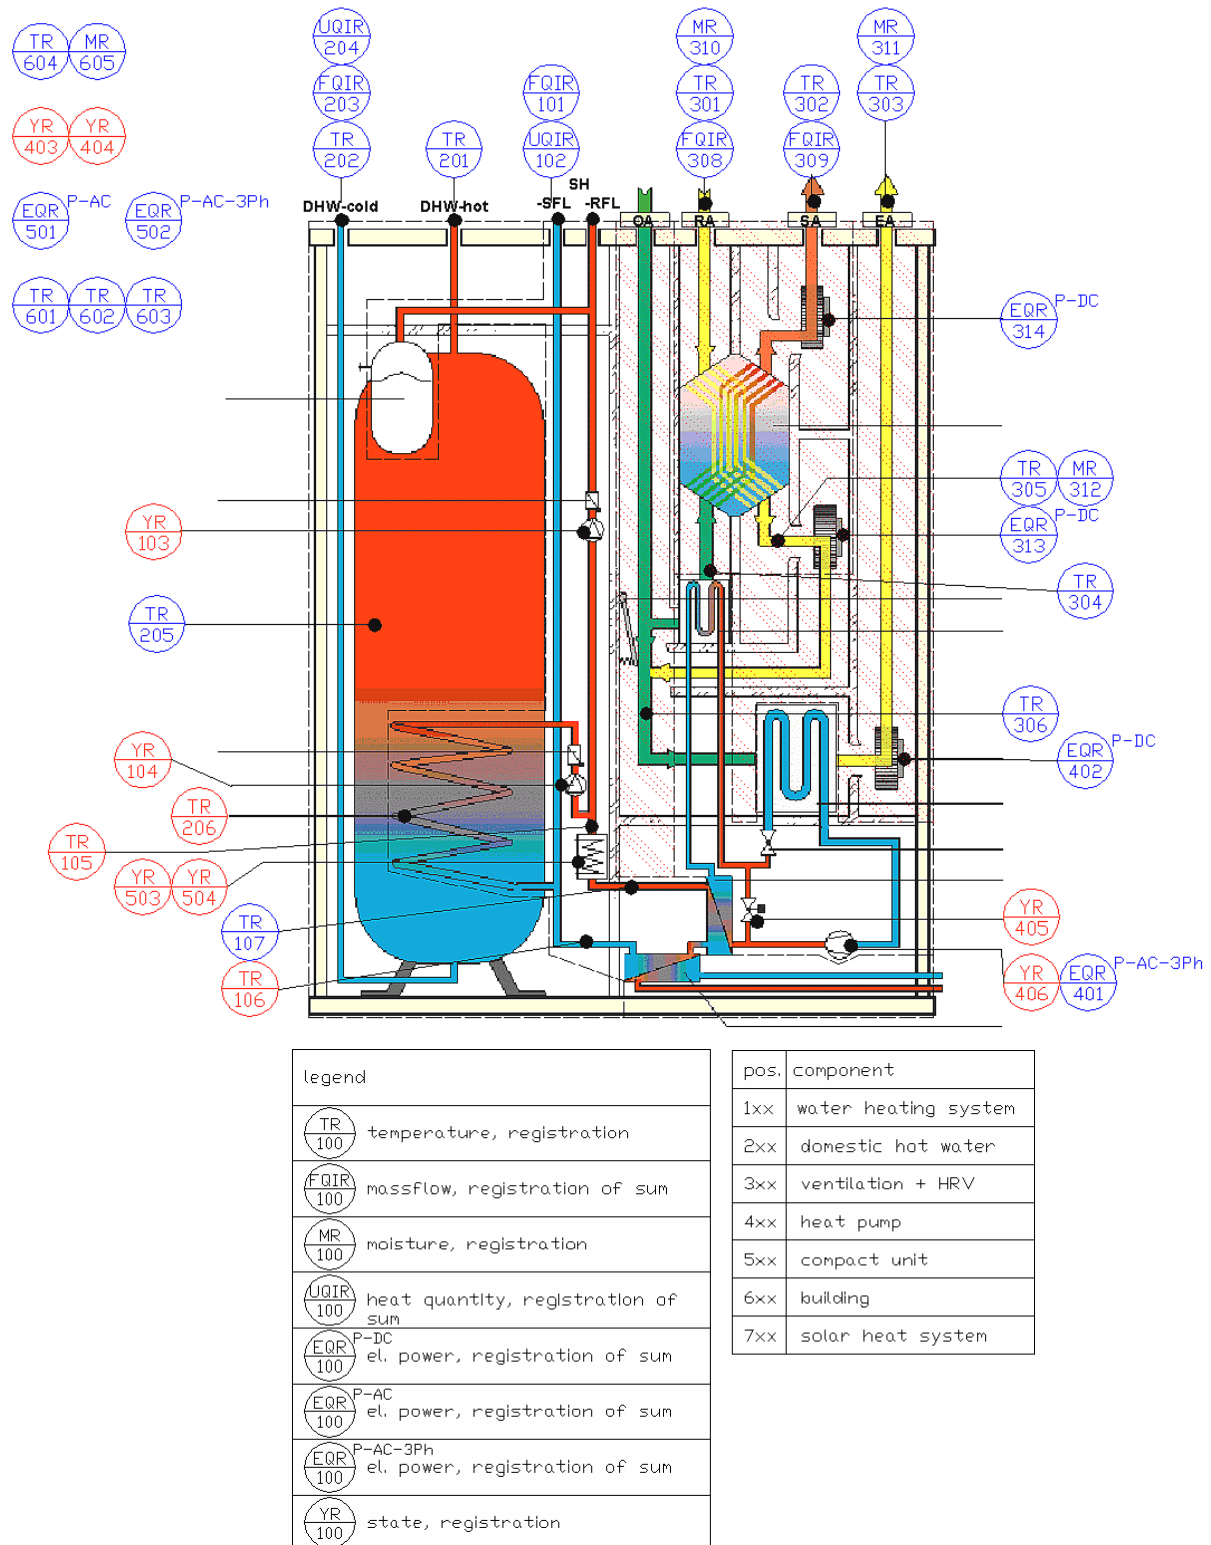 UQIR
204
MR
310
MR
311
TR
604
MR
605
FQIR
203
FQIR
101
TR
301
TR
302
TR
303
YR
403
YR
404
TR
202
TR
201
UQIR
102
FQIR
308
FQIR
309
EQR
501
P-AC
EQR
502
P-AC-3Ph
DHW-cold
DHW-hot
SH
-SFL
-RFL
OA
RA
SA
EA
TR
601
TR
602
TR
603
EQR
314
P-DC
TR
305
MR
312
YR
103
EQR
313
P-DC
TR
304
TR
205
TR
306
YR
104
EQR
402
P-DC
TR
206
TR
105
YR
503
YR
504
TR
107
YR
405
TR
106
YR
406
EQR
401
P-AC-3Ph
legend
TR
100
temperature, registration
FQIR
100
massflow, registration of sum
MR
100
moisture, registration
UQIR
100
heat quantity, registration of
sum
EQR
100
P-DC
el. power, registration of sum
EQR
100
P-AC
el. power, registration of sum
EQR
100
P-AC-3Ph
el. power, registration of sum
YR
100
state, registration
pos. component
1xx water heating system
2xx domestic hot water
3xx ventilation + HRV
4xx heat pump
5xx compact unit
6xx building
7xx solar heat system